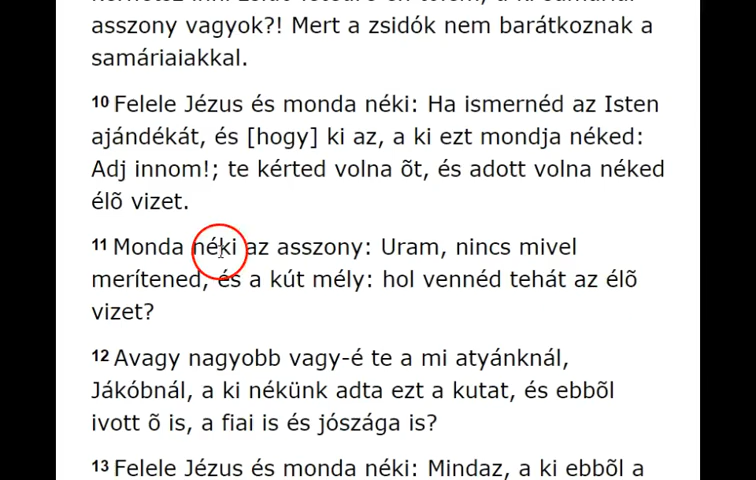 asszony vagyok?! Mert a zsidók nem barátkoznak a
samáriaiakkal.
10 Felele Jézus és monda néki: Ha ismernéd az Isten
ajándékát, és [hogy] ki az, a ki ezt mondja néked:
Adj innom!; te kérted volna õt, és adott volna néked
élõ vizet.
11 Monda néki az asszony: Uram, nincs mivel
merítened, és a kút mély: hol vennéd tehát az élõ
vizet?
12 Avagy nagyobb vagy-é te a mi atyánknál,
Jákóbnál, a ki nékünk adta ezt a kutat, és ebbõl
ivott õ is, a fiai is és jószága is?
13 Felele Jézus és monda néki: Mindaz, a ki ebbõl a